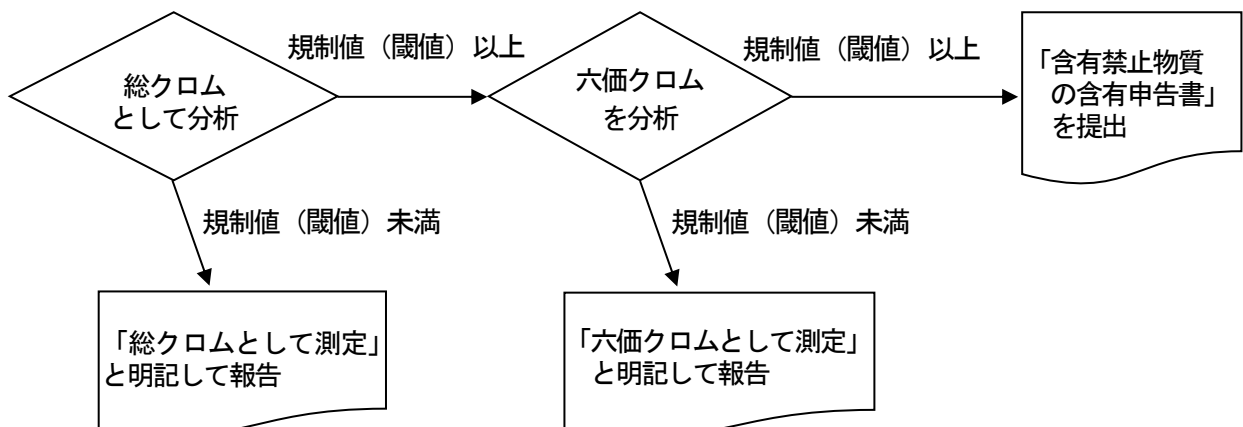 規制値（閾値）以上
規制値（閾値）以上
総クロム
として分析
六価クロム
を分析
「含有禁止物質
の含有申告書」
を提出
規制値（閾値）未満
規制値（閾値）未満
「総クロムとして測定」
と明記して報告
「六価クロムとして測定」
と明記して報告